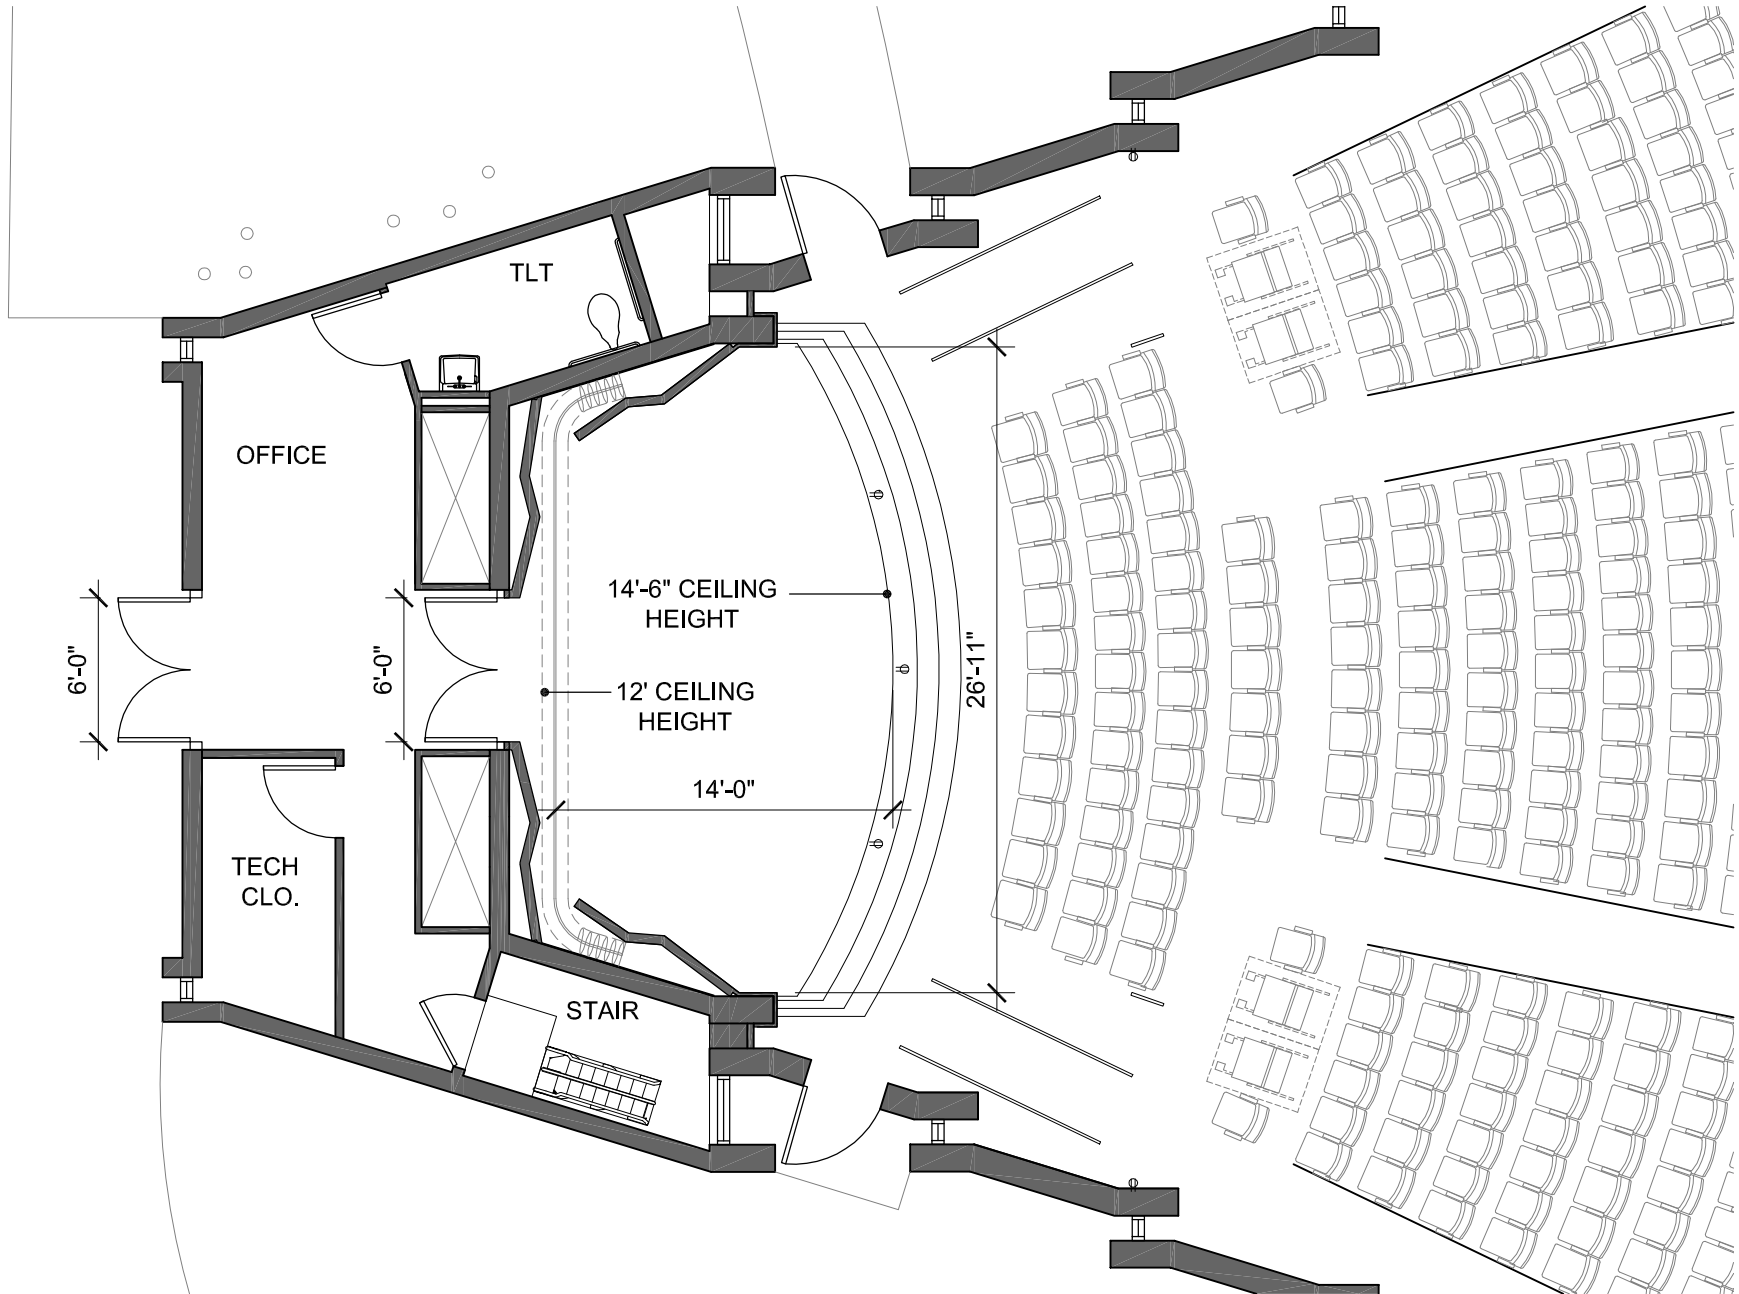 TLT
OFFICE
14'-6" CEILING
HEIGHT
6'-0"
6'-0"
26'-11"
12' CEILING
HEIGHT
14'-0"
TECH
CLO.
STAIR